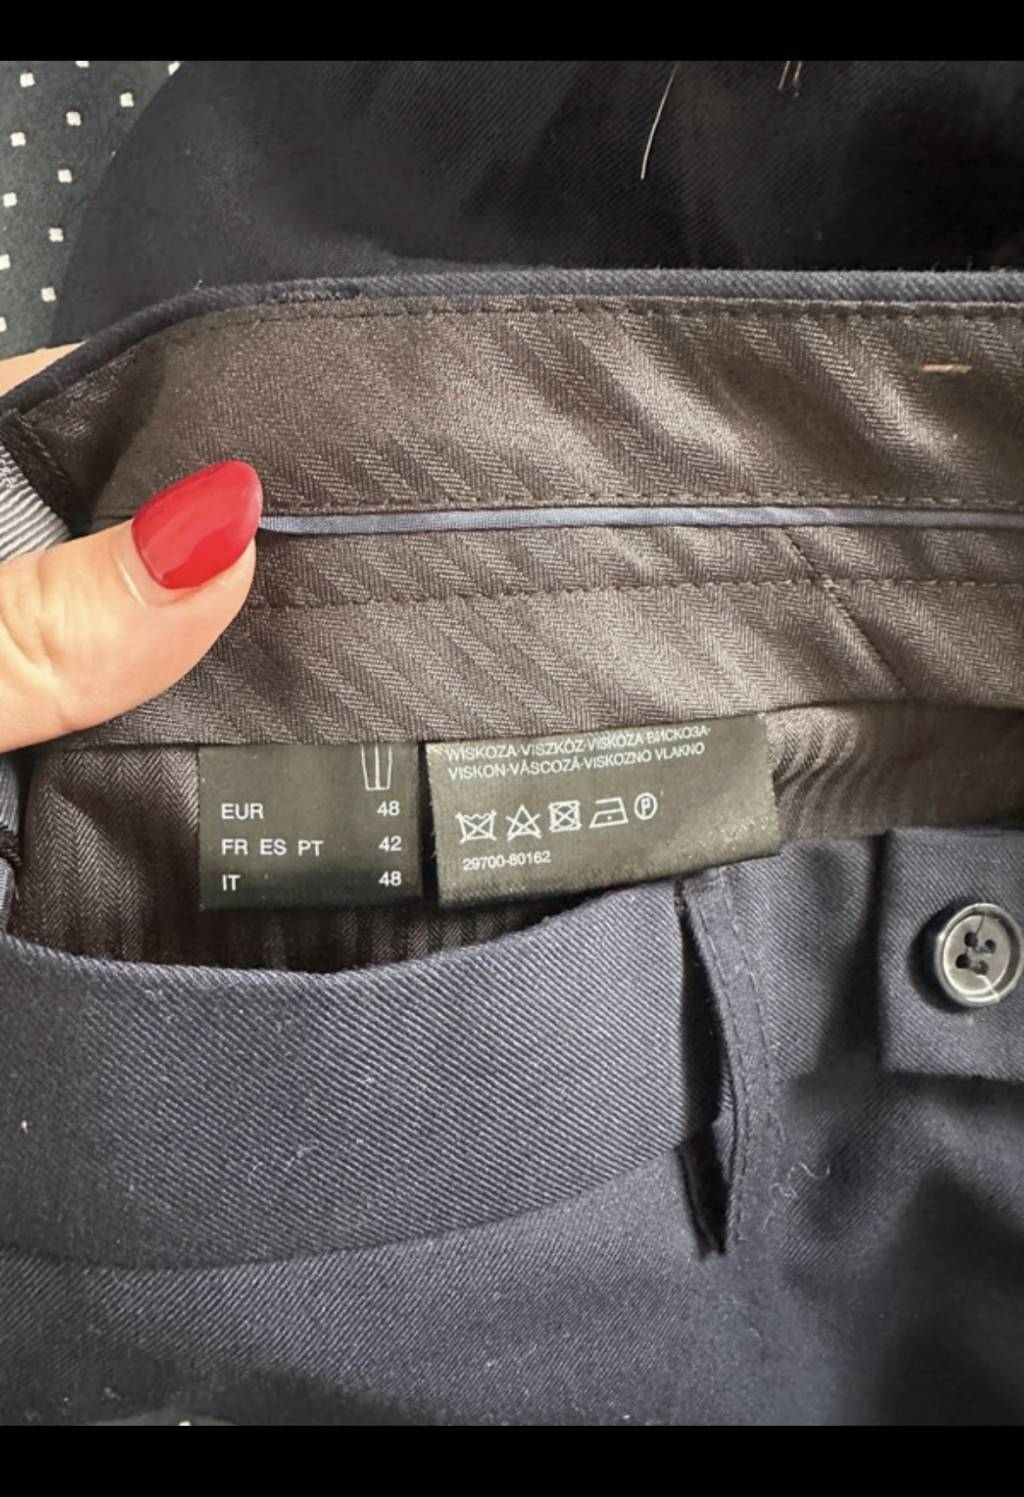 EUR 48
FR ES PT 42
IT 48
WISKOZA·VISZKÓZ·VISKÓZA·ВИСКОЗА·
VISKON·VÂSCOZĂ·VISKOZNO VLAKNO
P
29700-80162